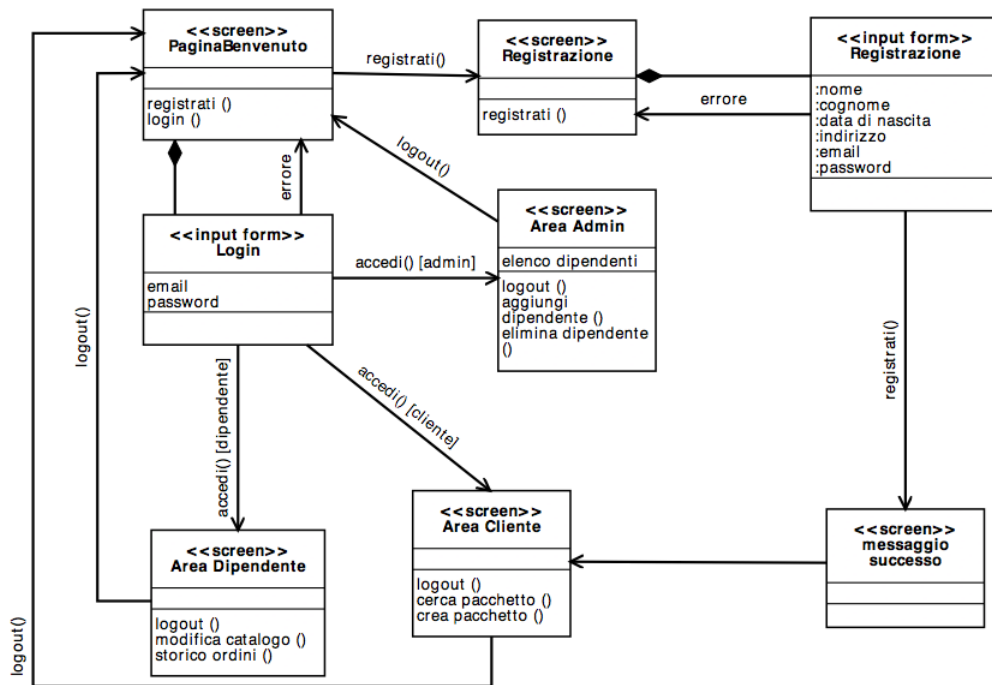 <<screen>>
PaginaBenvenuto
registrati ()
login ()
registrati()
<<screen>>
Registrazione
registrati ()
errore
<<input form>>
Registrazione
:nome
:cognome
:data di nascita
:indirizzo
:email
:password
errore
logout()
<<input form>>
Login
email
password
accedi() [admin]
<<screen>>
Area Admin
elenco dipendenti
logout ()
aggiungi
dipendente ()
elimina dipendente
()
logout()
accedi() [dipendente]
accedi() [cliente]
registrati()
<<screen>>
Area Dipendente
logout ()
modifica catalogo ()
storico ordini ()
<<screen>>
Area Cliente
logout ()
cerca pacchetto ()
crea pacchetto ()
<<screen>>
messaggio
successo
logout()